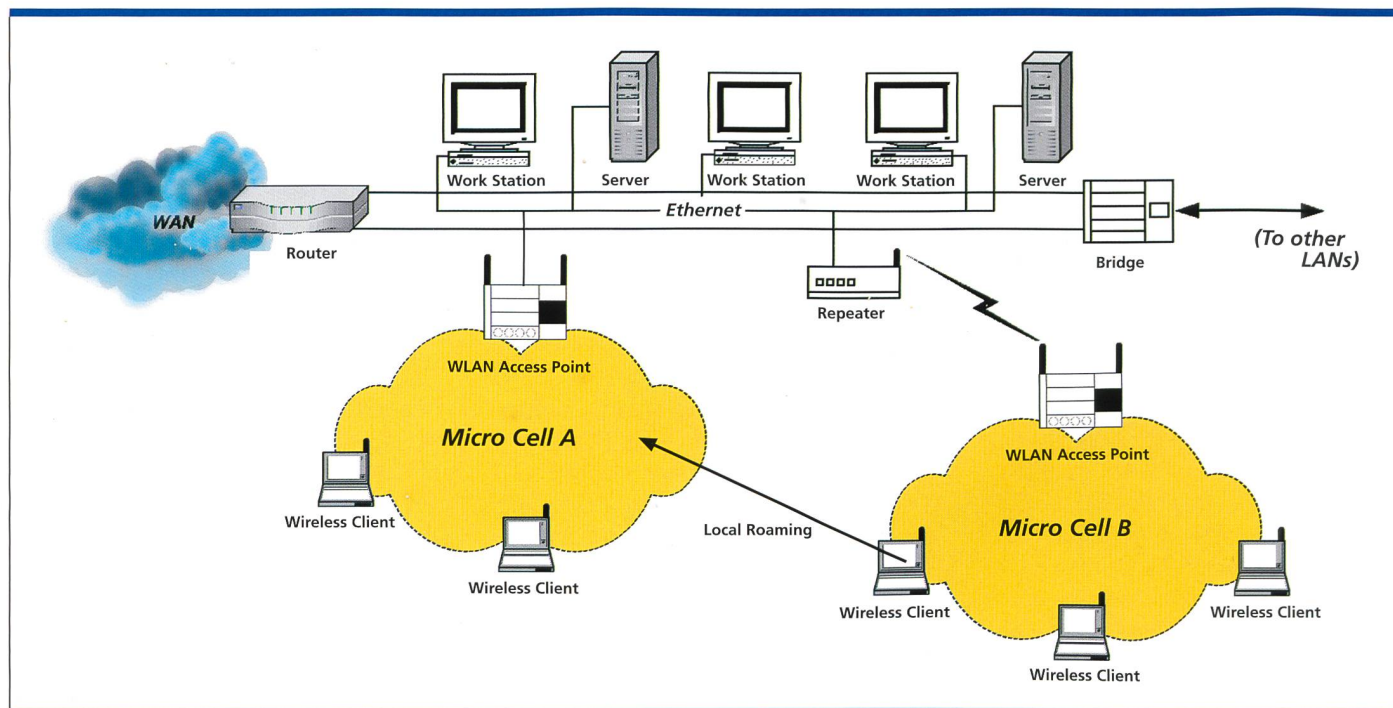 Work Station
Server
Work Station
Work Station
Server
WAN
Ethernet
Router
Bridge
(To other
LANs)
Repeater
WLAN Access Point
Micro Cell A
WLAN Access Point
Wireless Client
Local Roaming
Micro Cell B
Wireless Client
Wireless Client
Wireless Client
Wireless Client